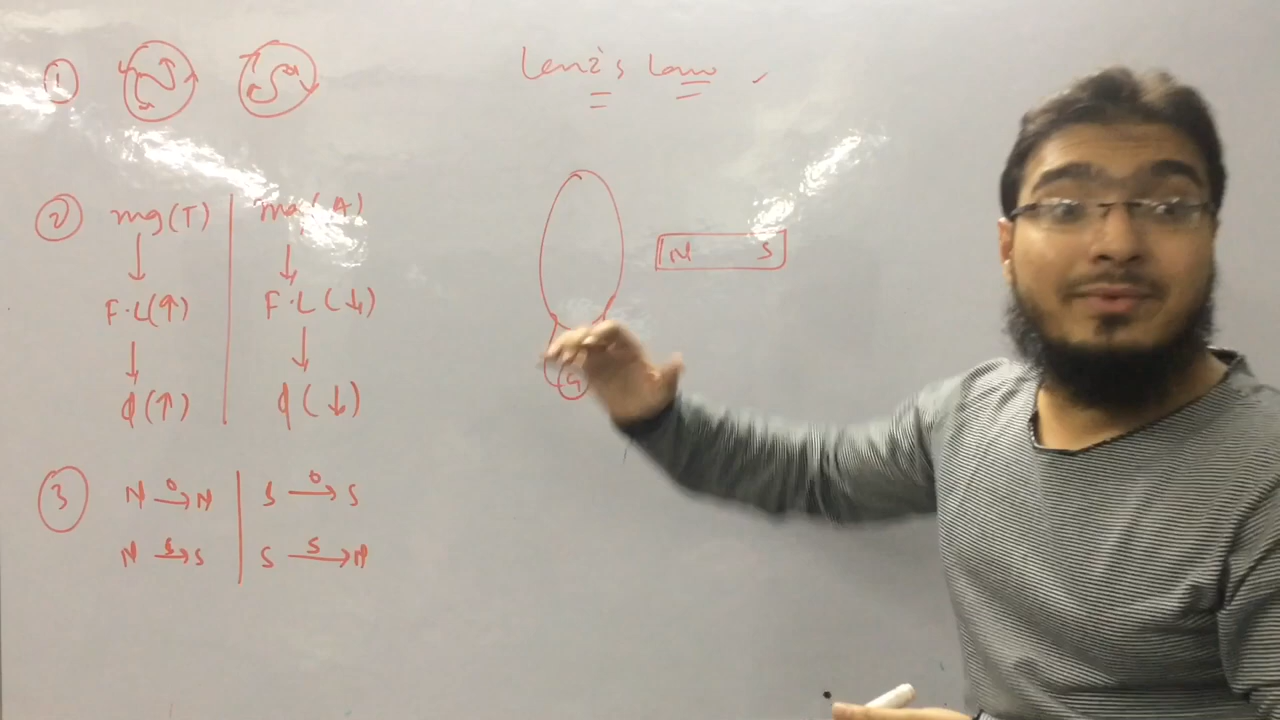 Lenz's Law
① N S
② mg(T) | mg(A)
↓ ↓
F.L(↑) F.L(↓)
↓ ↓
ϕ(↑) ϕ(↓)
N S
G
③ N →o N | S →o S
N →s S | S →s N